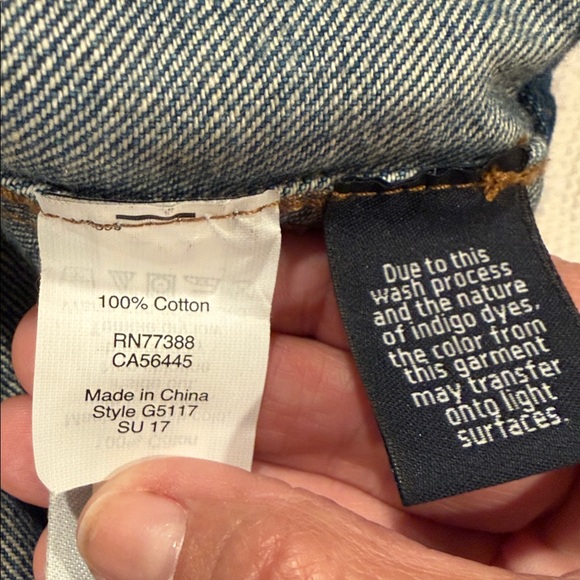 100% Cotton
RN77388
CA56445
Made in China
Style G5117
SU 17
Due to this
wash process
and the nature
of indigo dyes,
the color from
this garment
may transfer
onto light
surfaces.